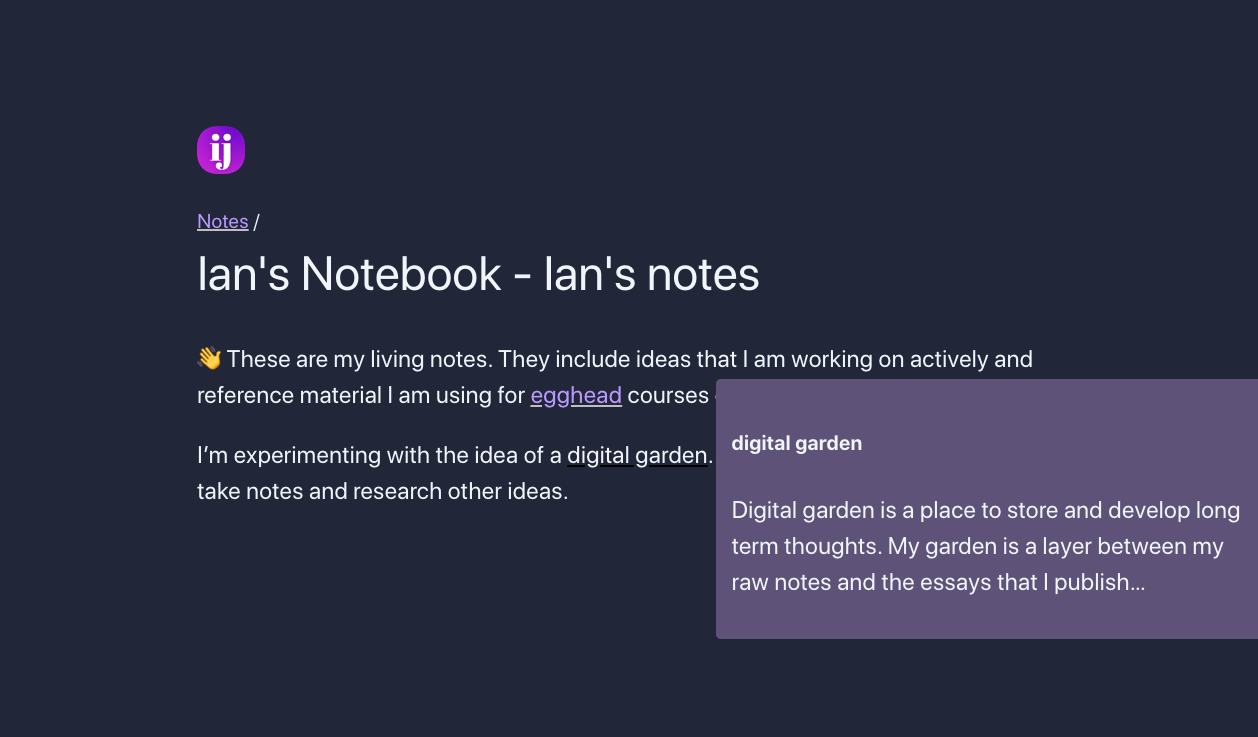 ij
Notes /
Ian's Notebook - Ian's notes
👋 These are my living notes. They include ideas that I am working on actively and
reference material I am using for egghead courses
I’m experimenting with the idea of a digital garden.
take notes and research other ideas.
digital garden
Digital garden is a place to store and develop long
term thoughts. My garden is a layer between my
raw notes and the essays that I publish...